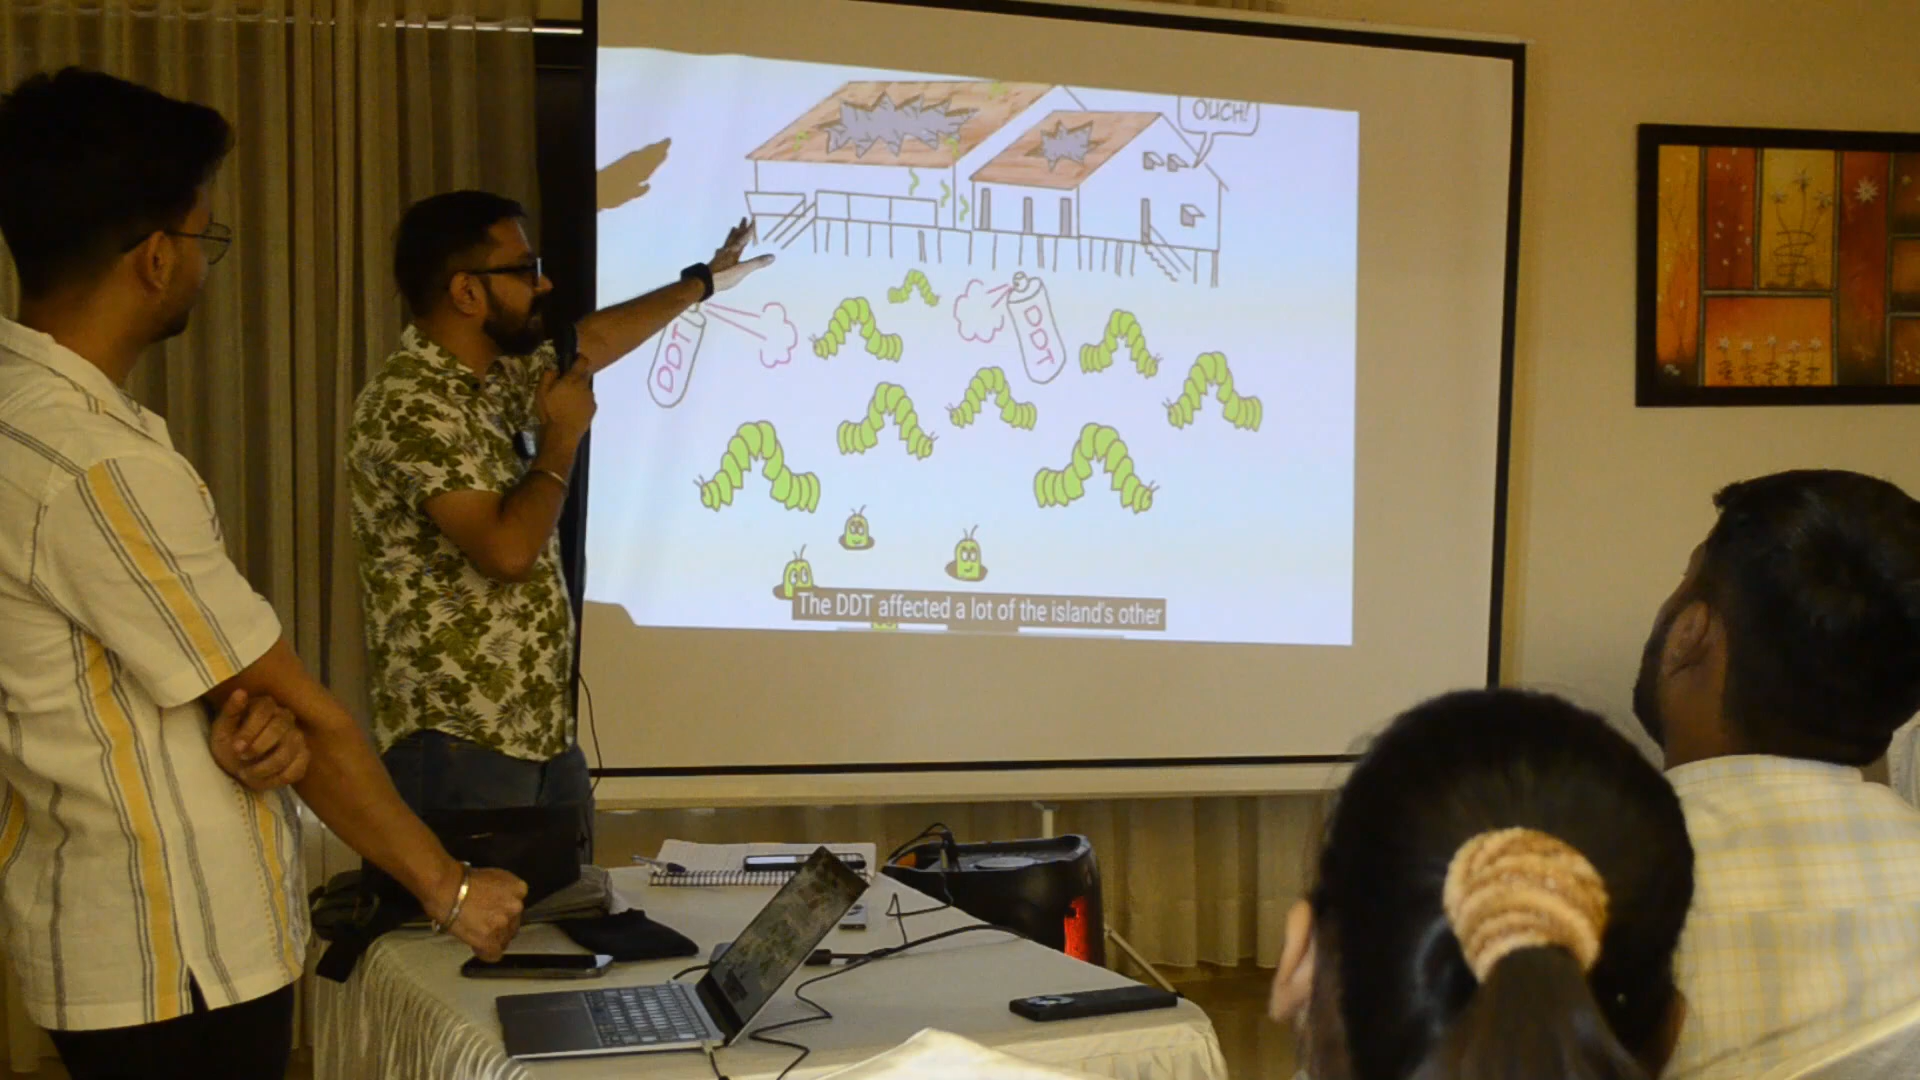 OUCH!
DDT
DDT
The DDT affected a lot of the island's other